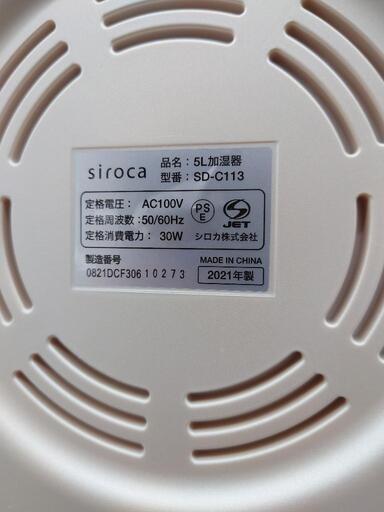 siroca
品名：5L加湿器
型番：SD-C113
定格電圧：AC100V
定格周波数：50/60Hz
定格消費電力：30W
PS
E
JET
シロカ株式会社
製造番号
0821DCF30610273
MADE IN CHINA
2021年製